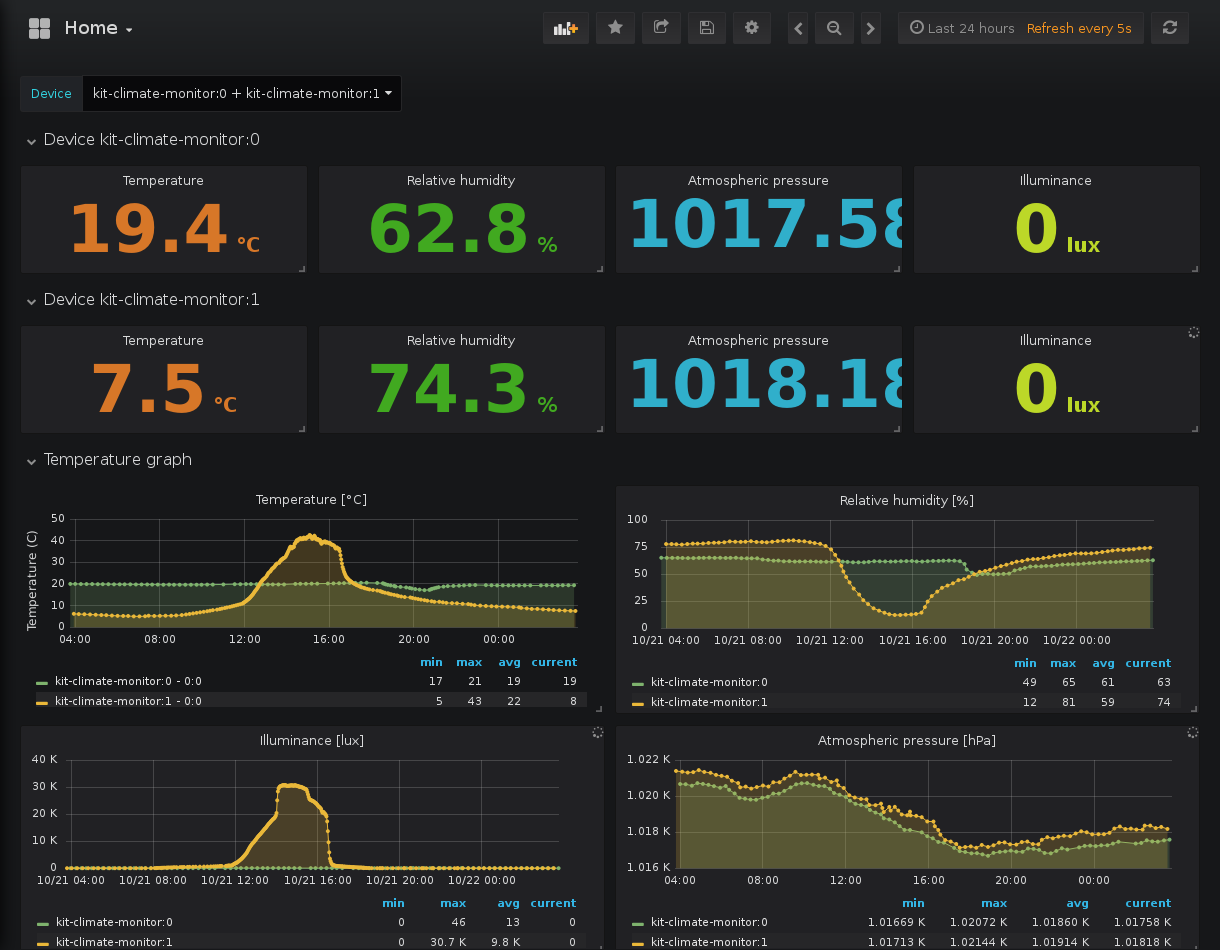 Home
Last 24 hours Refresh every 5s
Device kit-climate-monitor:0 + kit-climate-monitor:1
Device kit-climate-monitor:0
Temperature Relative humidity Atmospheric pressure Illuminance
19.4 °C 62.8 % 1017.58 0 lux
Device kit-climate-monitor:1
Temperature Relative humidity Atmospheric pressure Illuminance
7.5 °C 74.3 % 1018.18 0 lux
Temperature graph
Temperature [°C]
Temperature (C)
50
40
30
20
10
0
04:00 08:00 12:00 16:00 20:00 00:00
min max avg current
kit-climate-monitor:0 - 0:0 17 21 19 19
kit-climate-monitor:1 - 0:0 5 43 22 8
Relative humidity [%]
100
75
50
25
0
10/21 04:00 10/21 08:00 10/21 12:00 10/21 16:00 10/21 20:00 10/22 00:00
min max avg current
kit-climate-monitor:0 49 65 61 63
kit-climate-monitor:1 12 81 59 74
Illuminance [lux]
40 K
30 K
20 K
10 K
0
10/21 04:00 10/21 08:00 10/21 12:00 10/21 16:00 10/21 20:00 10/22 00:00
min max avg current
kit-climate-monitor:0 0 46 13 0
kit-climate-monitor:1 0 30.7 K 9.8 K 0
Atmospheric pressure [hPa]
1.022 K
1.020 K
1.018 K
1.016 K
04:00 08:00 12:00 16:00 20:00 00:00
min max avg current
kit-climate-monitor:0 1.01669 K 1.02072 K 1.01860 K 1.01758 K
kit-climate-monitor:1 1.01713 K 1.02144 K 1.01914 K 1.01818 K